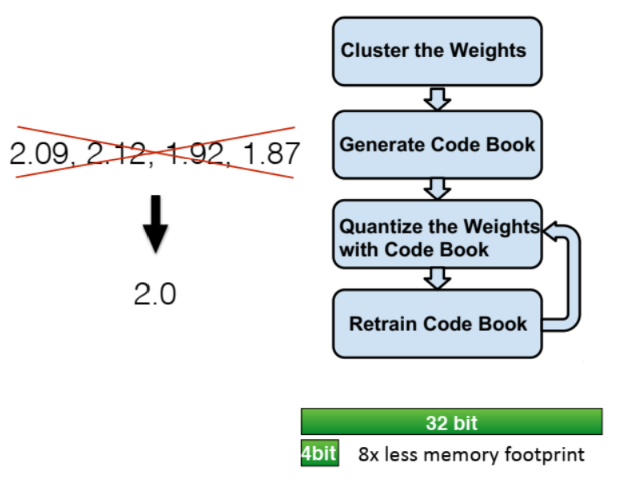 Cluster the Weights
2.09, 2.12, 1.92, 1.87
Generate Code Book
Quantize the Weights
with Code Book
2.0
Retrain Code Book
32 bit
4bit 8x less memory footprint